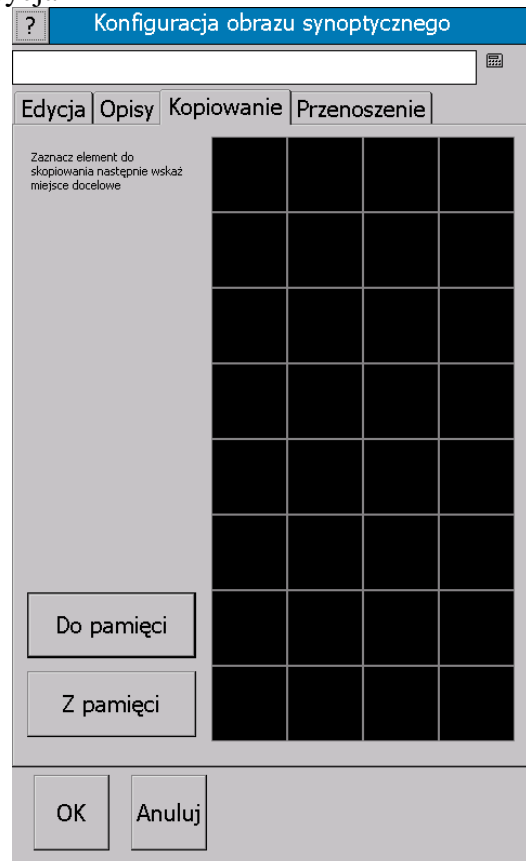 ycja
? Konfiguracja obrazu synoptycznego
Edycja Opisy Kopiowanie Przenoszenie
Zaznacz element do
skopiowania następnie wskaż
miejsce docelowe
Do pamięci
Z pamięci
OK Anuluj